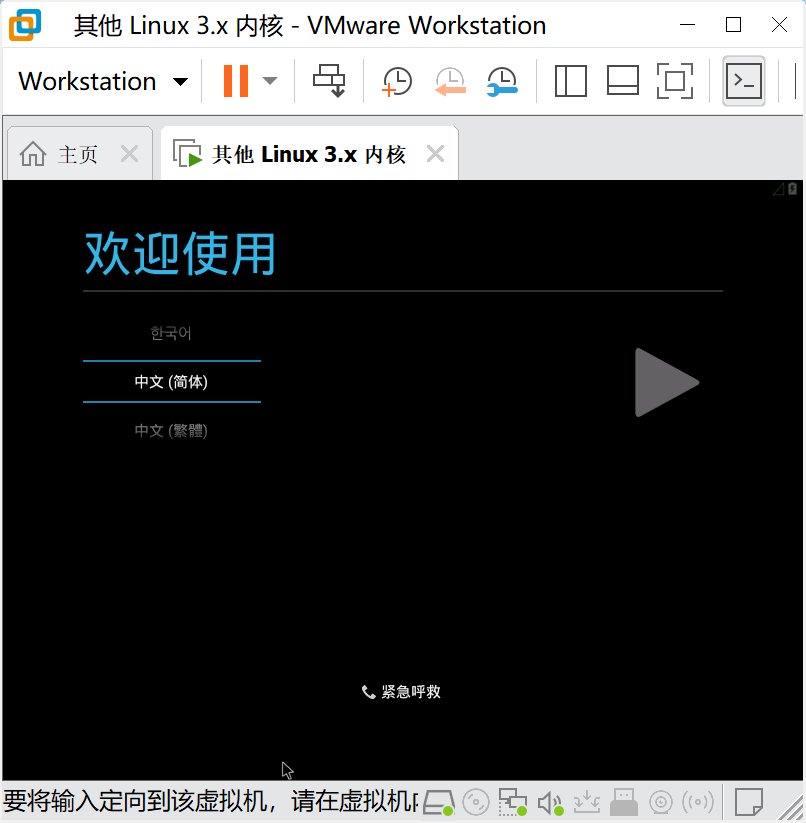 其他 Linux 3.x 内核 - VMware Workstation
Workstation
主页
其他 Linux 3.x 内核
欢迎使用
한국어
中文 (简体)
中文 (繁體)
紧急呼救
要将输入定向到该虚拟机，请在虚拟机内